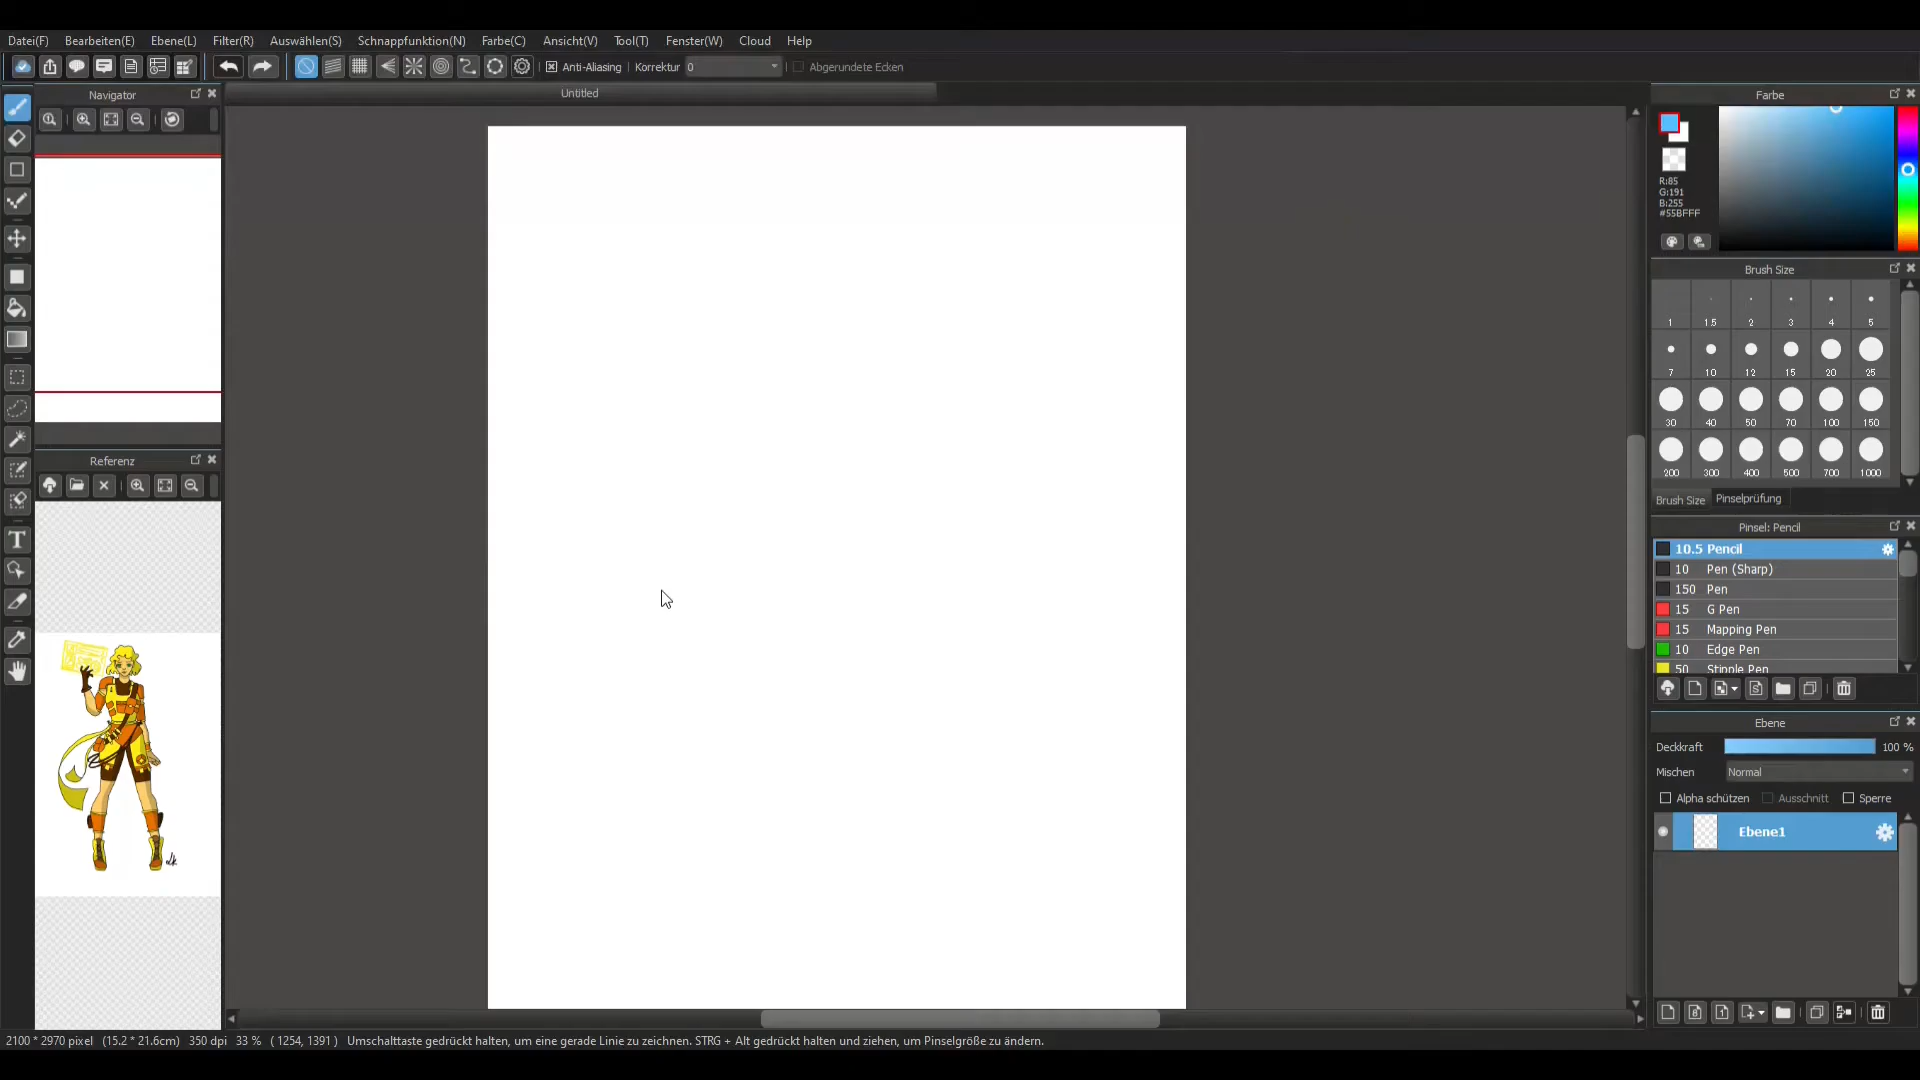 Datei(F) Bearbeiten(E) Ebene(L) Filter(R) Auswählen(S) Schnappfunktion(N) Farbe(C) Ansicht(V) Tool(T) Fenster(W) Cloud Help
Anti-Aliasing Korrektur 0 Abgerundete Ecken
Navigator
Untitled
Referenz
Farbe
R:85
G:191
B:255
#55BFFF
Brush Size
1 1.5 2 3 4 5
7 10 12 15 20 25
30 40 50 70 100 150
200 300 400 500 700 1000
Brush Size Pinselprüfung
Pinsel: Pencil
10.5 Pencil
10 Pen (Sharp)
150 Pen
15 G Pen
15 Mapping Pen
10 Edge Pen
50 Stipple Pen
Ebene
Deckkraft 100 %
Mischen Normal
Alpha schützen Ausschnitt Sperre
Ebene1
2100 * 2970 pixel (15.2 * 21.6cm) 350 dpi 33 % ( 1254, 1391 ) Umschalttaste gedrückt halten, um eine gerade Linie zu zeichnen. STRG + Alt gedrückt halten und ziehen, um Pinselgröße zu ändern.